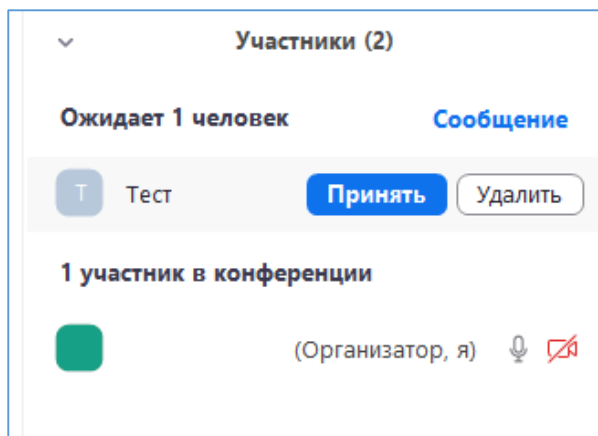 Участники (2)
Ожидает 1 человек Сообщение
Т Тест Принять Удалить
1 участник в конференции
(Организатор, я)